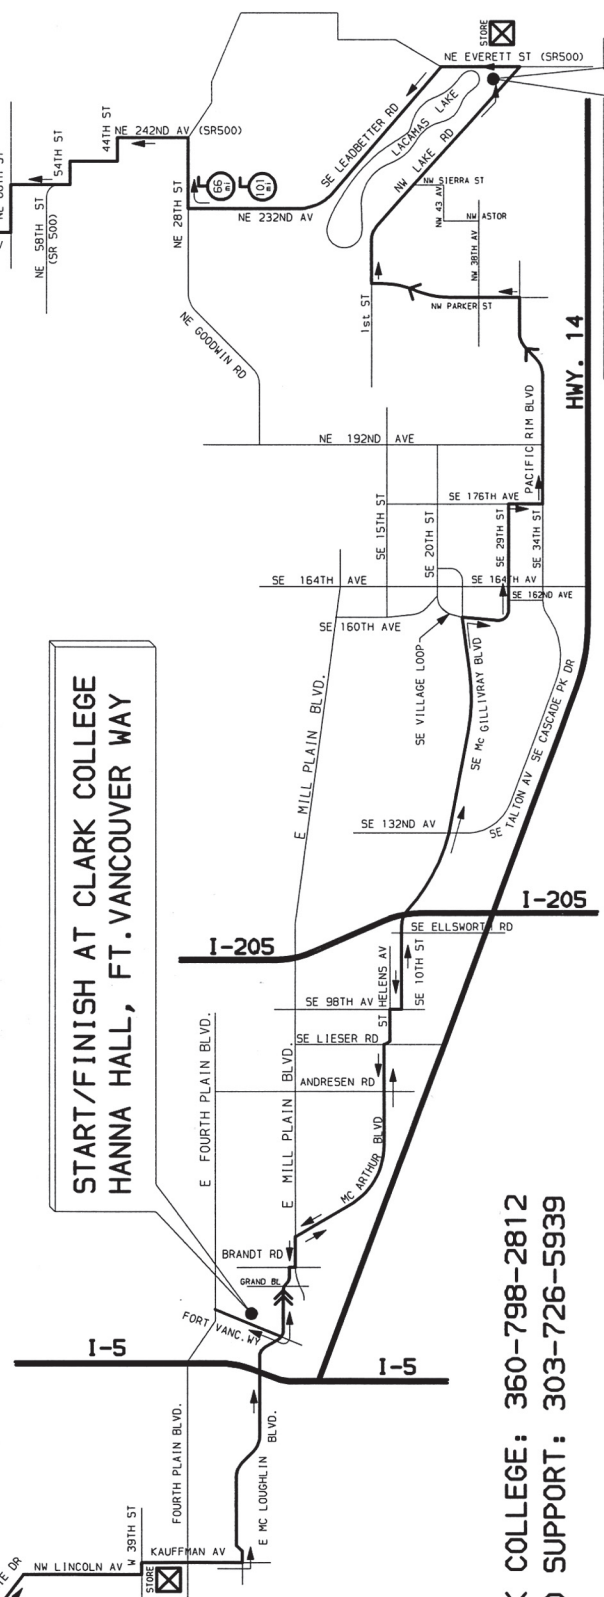 STORE
NE EVERETT ST (SR500)
LACAMAS LAKE
SE LEADBETTER RD
NW LAKE RD
44TH ST
NE 242ND AV (SR500)
54TH ST
NE 58TH ST
(SR 500)
66
mi
101
mi
NE 28TH ST
NE 232ND AV
NW SIERRA ST
NW 43 AV
NW ASTOR
NW 38TH AV
1st ST
NW PARKER ST
NE GOODWIN RD
HWY. 14
PACIFIC RIM BLVD
NE 192ND AVE
SE 176TH AVE
SE 15TH ST
SE 20TH ST
SE 29TH ST
SE 34TH ST
SE 164TH AVE
SE 164TH AV
SE 162ND AVE
SE 160TH AVE
SE VILLAGE LOOP
SE Mc GILLIVRAY BLVD
SE CASCADE PK DR
SE TALTON AV
E MILL PLAIN BLVD.
SE 132ND AV
START/FINISH AT CLARK COLLEGE
HANNA HALL, FT. VANCOUVER WAY
I-205
I-205
SE ELLSWORTH RD
SE 10TH ST
ST HELENS AV
SE 98TH AV
SE LIESER RD
ANDRESEN RD
E FOURTH PLAIN BLVD.
E MILL PLAIN BLVD.
MC ARTHUR BLVD
BRANDT RD
GRAND BL
FORT VANC. WY
I-5
I-5
FOURTH PLAIN BLVD.
E MC LOUGHLIN BLVD.
W 39TH ST
KAUFFMAN AV
NW LINCOLN AV
STORE
COLLEGE: 360-798-2812
SUPPORT: 303-726-5939